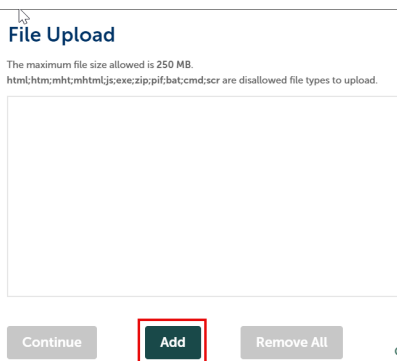 File Upload
The maximum file size allowed is 250 MB.
html;htm;mht;mhtml;js;exe;zip;pif;bat;cmd;scr are disallowed file types to upload.
Continue Add Remove All